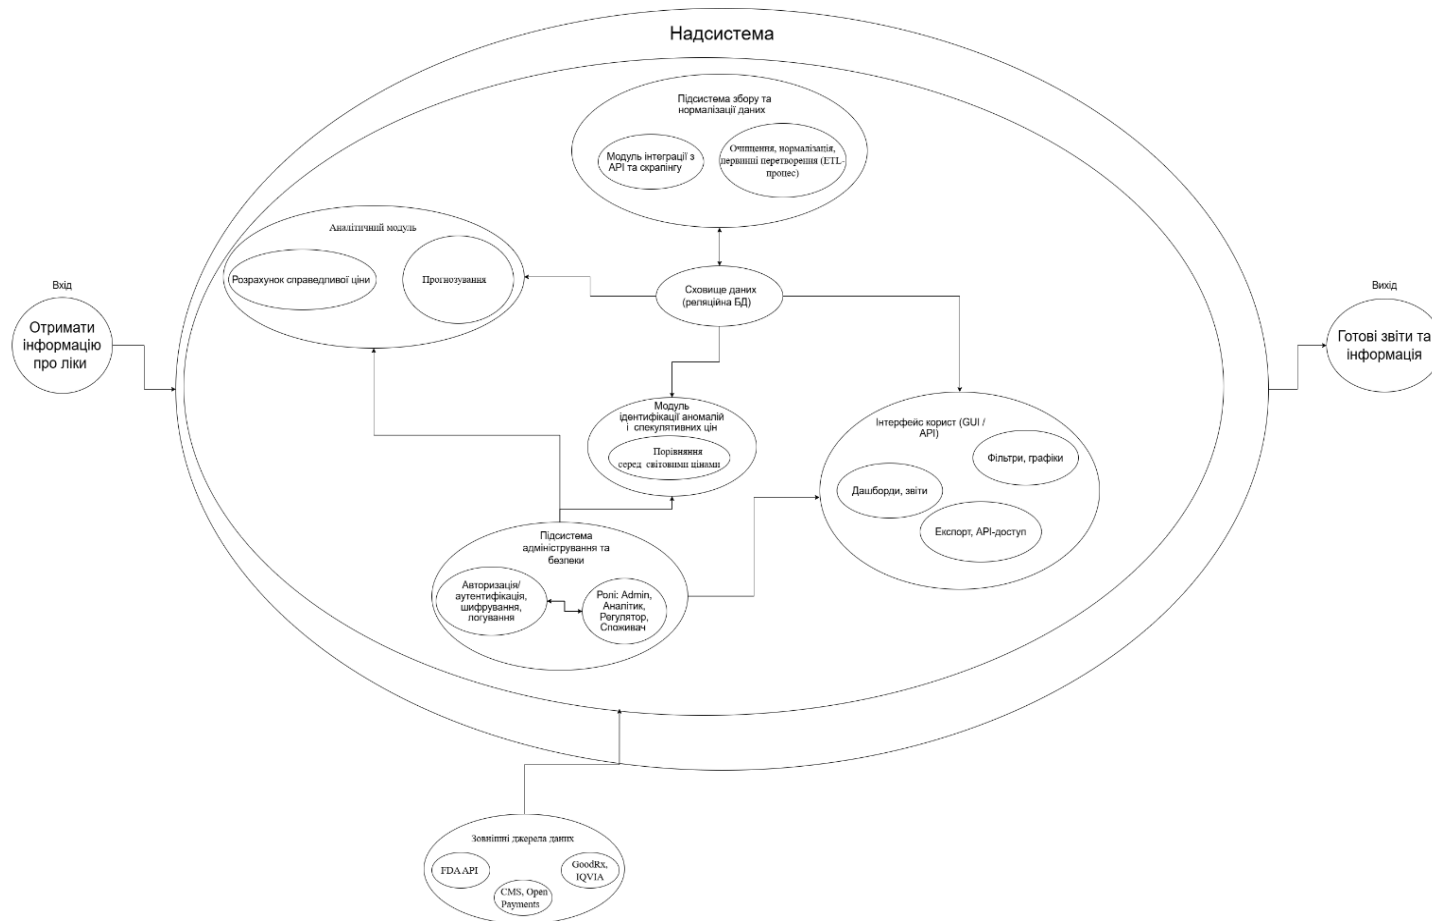 Надсистема
Підсистема збору та
нормалізації даних
Модуль інтеграції з
API та скрапінгу
Очищення, нормалізація,
первинні перетворення (ETL-
процес)
Аналітичний модуль
Розрахунок справедливої ціни
Прогнозування
Сховище даних
(реляційна БД)
Вхід
Отримати
інформацію
про ліки
Вихід
Готові звіти та
інформація
Модуль
ідентифікації аномалій
і спекулятивних цін
Порівняння
серед світовими цінами
Інтерфейс корист (GUI /
API)
Фільтри, графіки
Дашборди, звіти
Експорт, API-доступ
Підсистема
адміністрування та
безпеки
Авторизація/
аутентифікація,
шифрування,
логування
Ролі: Admin,
Аналітик,
Регулятор,
Споживач
Зовнішні джерела даних
FDA API
GoodRx,
IQVIA
CMS, Open
Payments